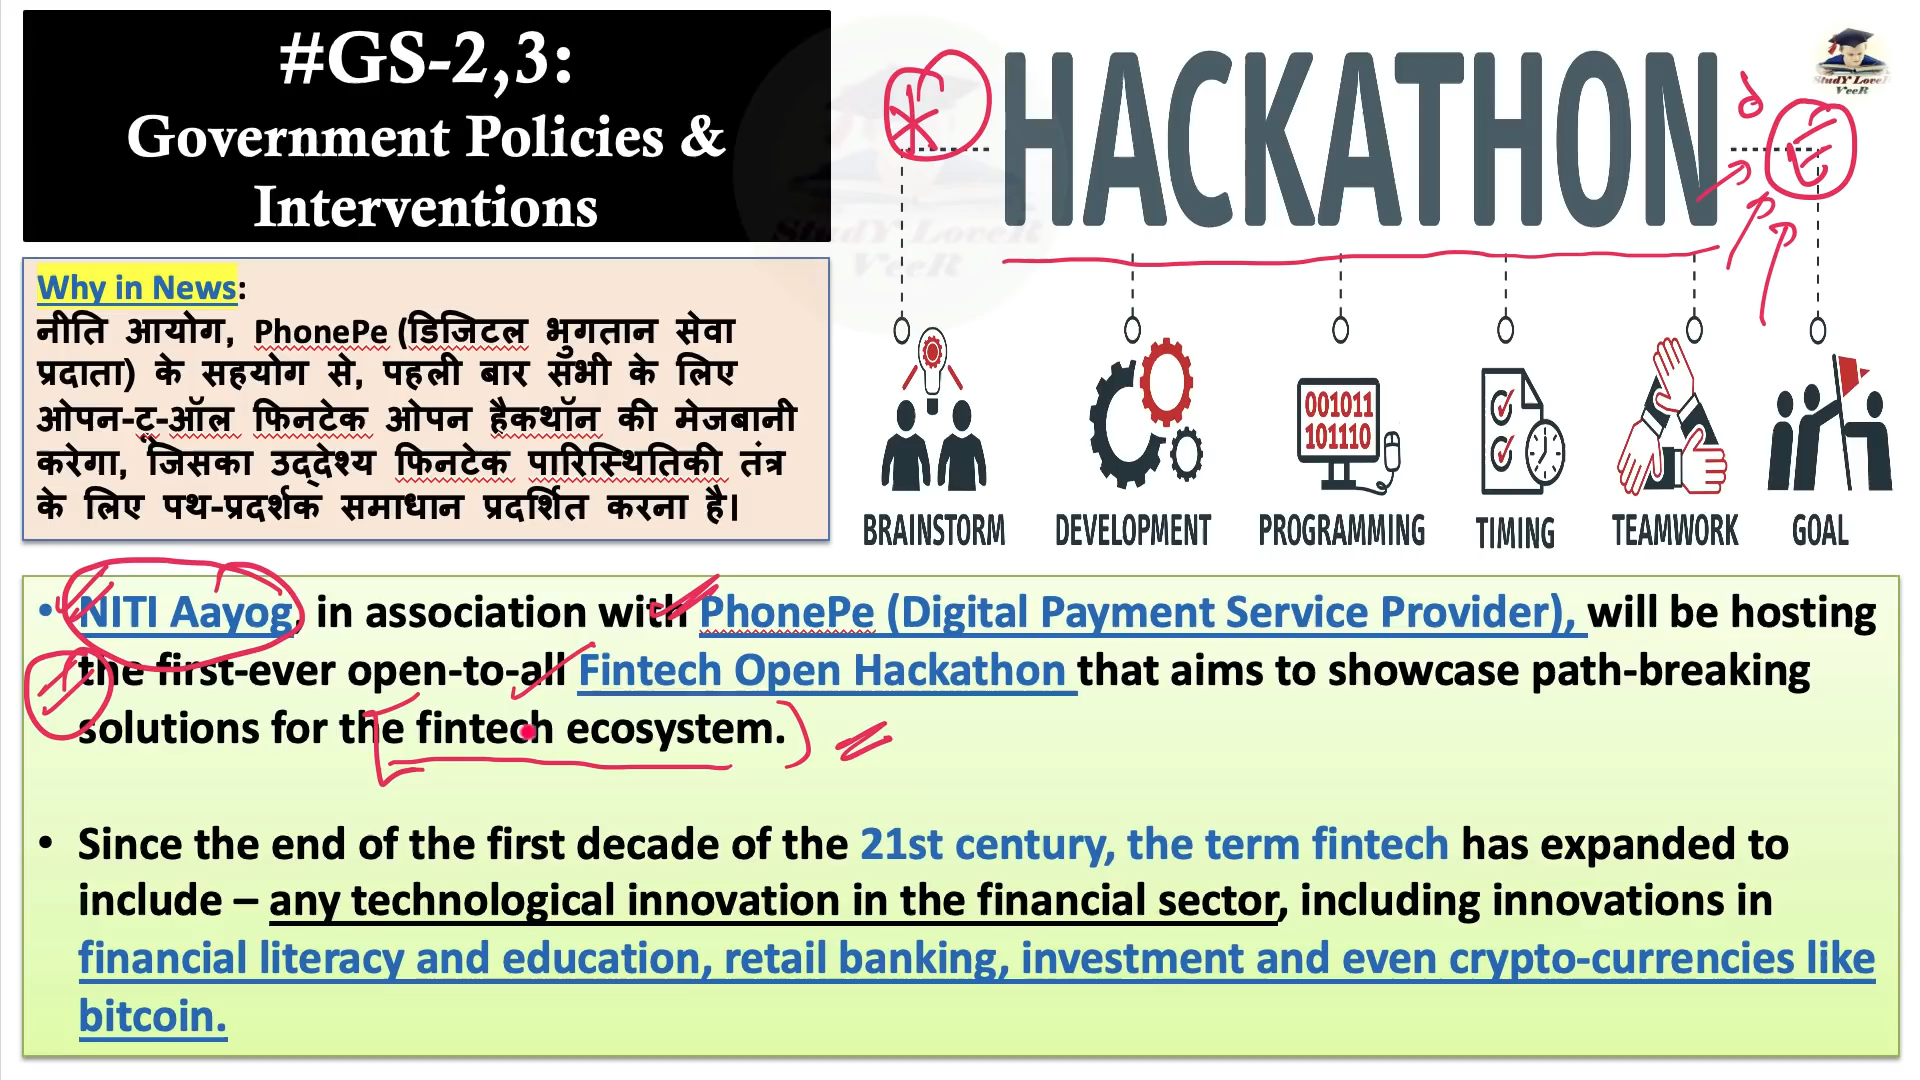 #GS-2,3:
Government Policies &
Interventions
HACKATHON
StudY LoveR
VeeR
StudY LoveR
VeeR
Why in News:
नीति आयोग, PhonePe (डिजिटल भुगतान सेवा
प्रदाता) के सहयोग से, पहली बार सभी के लिए
ओपन-टू-ऑल फिनटेक ओपन हैकथॉन की मेजबानी
करेगा, जिसका उद्देश्य फिनटेक पारिस्थितिकी तंत्र
के लिए पथ-प्रदर्शक समाधान प्रदर्शित करना है।
001011
101110
BRAINSTORM DEVELOPMENT PROGRAMMING TIMING TEAMWORK GOAL
• NITI Aayog, in association with PhonePe (Digital Payment Service Provider), will be hosting
the first-ever open-to-all Fintech Open Hackathon that aims to showcase path-breaking
solutions for the fintech ecosystem.
• Since the end of the first decade of the 21st century, the term fintech has expanded to
include – any technological innovation in the financial sector, including innovations in
financial literacy and education, retail banking, investment and even crypto-currencies like
bitcoin.